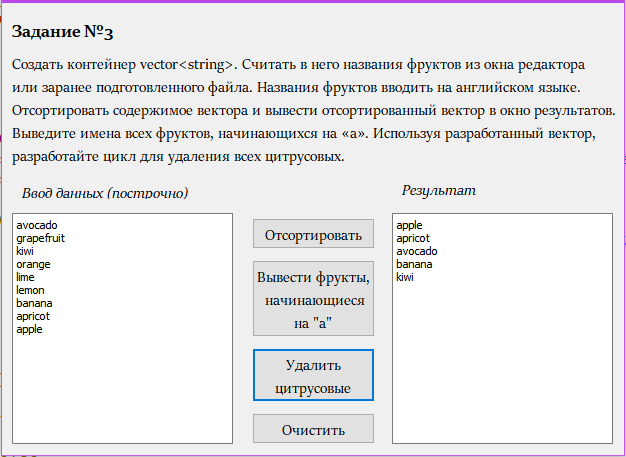 Задание №3
Создать контейнер vector<string>. Считать в него названия фруктов из окна редактора
или заранее подготовленного файла. Названия фруктов вводить на английском языке.
Отсортировать содержимое вектора и вывести отсортированный вектор в окно результатов.
Выведите имена всех фруктов, начинающихся на «а». Используя разработанный вектор,
разработайте цикл для удаления всех цитрусовых.
Ввод данных (построчно)
avocado
grapefruit
kiwi
orange
lime
lemon
banana
apricot
apple
Отсортировать
Вывести фрукты,
начинающиеся
на "а"
Удалить
цитрусовые
Очистить
Результат
apple
apricot
avocado
banana
kiwi